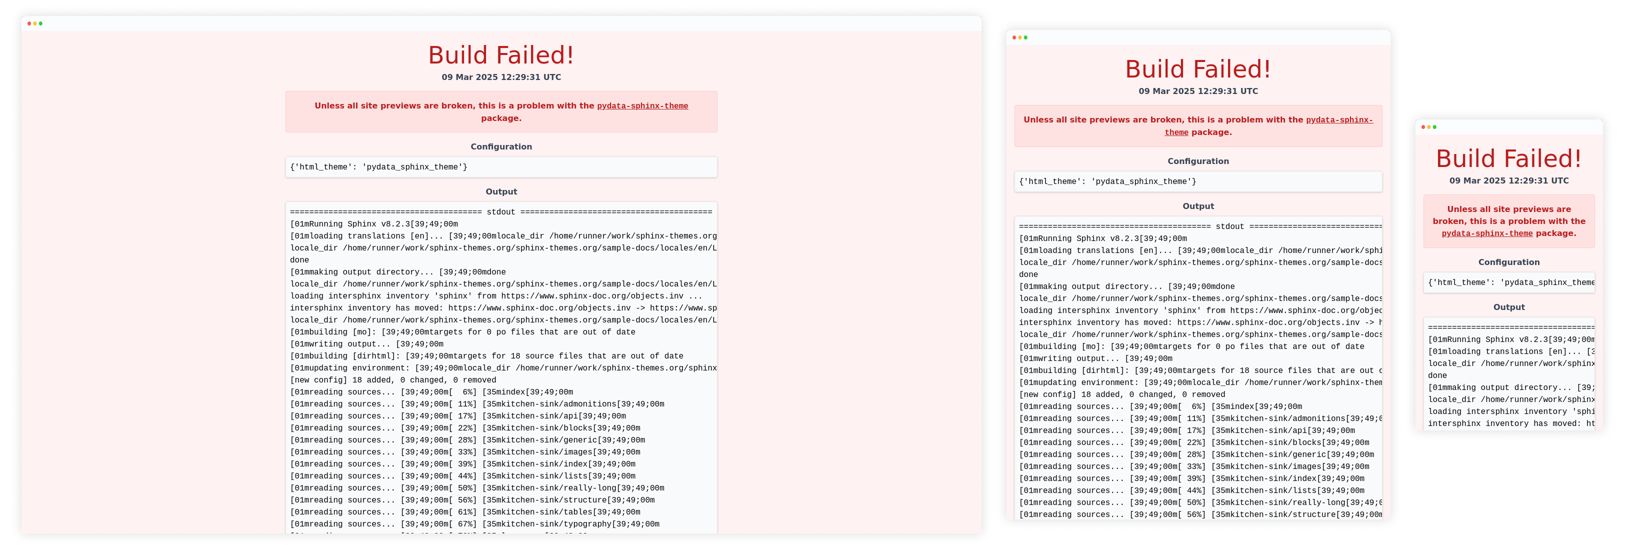 Build Failed!
09 Mar 2025 12:29:31 UTC
Unless all site previews are broken, this is a problem with the pydata-sphinx-theme
package.
Configuration
{'html_theme': 'pydata_sphinx_theme'}
Output
======================================== stdout ========================================
[01mRunning Sphinx v8.2.3[39;49;00m
[01mloading translations [en]... [39;49;00mlocale_dir /home/runner/work/sphinx-themes.org
locale_dir /home/runner/work/sphinx-themes.org/sphinx-themes.org/sample-docs/locales/en/L
done
[01mmaking output directory... [39;49;00mdone
locale_dir /home/runner/work/sphinx-themes.org/sphinx-themes.org/sample-docs/locales/en/L
loading intersphinx inventory 'sphinx' from https://www.sphinx-doc.org/objects.inv ...
intersphinx inventory has moved: https://www.sphinx-doc.org/objects.inv -> https://www.sp
locale_dir /home/runner/work/sphinx-themes.org/sphinx-themes.org/sample-docs/locales/en/L
[01mbuilding [mo]: [39;49;00mtargets for 0 po files that are out of date
[01mwriting output... [39;49;00m
[01mbuilding [dirhtml]: [39;49;00mtargets for 18 source files that are out of date
[01mupdating environment: [39;49;00mlocale_dir /home/runner/work/sphinx-themes.org/sphinx
[new config] 18 added, 0 changed, 0 removed
[01mreading sources... [39;49;00m[  6%] [35mindex[39;49;00m
[01mreading sources... [39;49;00m[ 11%] [35mkitchen-sink/admonitions[39;49;00m
[01mreading sources... [39;49;00m[ 17%] [35mkitchen-sink/api[39;49;00m
[01mreading sources... [39;49;00m[ 22%] [35mkitchen-sink/blocks[39;49;00m
[01mreading sources... [39;49;00m[ 28%] [35mkitchen-sink/generic[39;49;00m
[01mreading sources... [39;49;00m[ 33%] [35mkitchen-sink/images[39;49;00m
[01mreading sources... [39;49;00m[ 39%] [35mkitchen-sink/index[39;49;00m
[01mreading sources... [39;49;00m[ 44%] [35mkitchen-sink/lists[39;49;00m
[01mreading sources... [39;49;00m[ 50%] [35mkitchen-sink/really-long[39;49;00m
[01mreading sources... [39;49;00m[ 56%] [35mkitchen-sink/structure[39;49;00m
[01mreading sources... [39;49;00m[ 61%] [35mkitchen-sink/tables[39;49;00m
[01mreading sources... [39;49;00m[ 67%] [35mkitchen-sink/typography[39;49;00m
Build Failed!
09 Mar 2025 12:29:31 UTC
Unless all site previews are broken, this is a problem with the pydata-sphinx-
theme package.
Configuration
{'html_theme': 'pydata_sphinx_theme'}
Output
======================================== stdout ==============================
[01mRunning Sphinx v8.2.3[39;49;00m
[01mloading translations [en]... [39;49;00mlocale_dir /home/runner/work/sphi
locale_dir /home/runner/work/sphinx-themes.org/sphinx-themes.org/sample-docs
done
[01mmaking output directory... [39;49;00mdone
locale_dir /home/runner/work/sphinx-themes.org/sphinx-themes.org/sample-docs
loading intersphinx inventory 'sphinx' from https://www.sphinx-doc.org/objec
intersphinx inventory has moved: https://www.sphinx-doc.org/objects.inv -> h
locale_dir /home/runner/work/sphinx-themes.org/sphinx-themes.org/sample-docs
[01mbuilding [mo]: [39;49;00mtargets for 0 po files that are out of date
[01mwriting output... [39;49;00m
[01mbuilding [dirhtml]: [39;49;00mtargets for 18 source files that are out o
[01mupdating environment: [39;49;00mlocale_dir /home/runner/work/sphinx-them
[new config] 18 added, 0 changed, 0 removed
[01mreading sources... [39;49;00m[  6%] [35mindex[39;49;00m
[01mreading sources... [39;49;00m[ 11%] [35mkitchen-sink/admonitions[39;49;0
[01mreading sources... [39;49;00m[ 17%] [35mkitchen-sink/api[39;49;00m
[01mreading sources... [39;49;00m[ 22%] [35mkitchen-sink/blocks[39;49;00m
[01mreading sources... [39;49;00m[ 28%] [35mkitchen-sink/generic[39;49;00m
[01mreading sources... [39;49;00m[ 33%] [35mkitchen-sink/images[39;49;00m
[01mreading sources... [39;49;00m[ 39%] [35mkitchen-sink/index[39;49;00m
[01mreading sources... [39;49;00m[ 44%] [35mkitchen-sink/lists[39;49;00m
[01mreading sources... [39;49;00m[ 50%] [35mkitchen-sink/really-long[39;49;0
[01mreading sources... [39;49;00m[ 56%] [35mkitchen-sink/structure[39;49;00m
Build Failed!
09 Mar 2025 12:29:31 UTC
Unless all site previews are
broken, this is a problem with the
pydata-sphinx-theme package.
Configuration
{'html_theme': 'pydata_sphinx_theme
Output
===================================
[01mRunning Sphinx v8.2.3[39;49;00m
[01mloading translations [en]... [3
locale_dir /home/runner/work/sphinx
done
[01mmaking output directory... [39;
locale_dir /home/runner/work/sphinx
loading intersphinx inventory 'sphi
intersphinx inventory has moved: ht